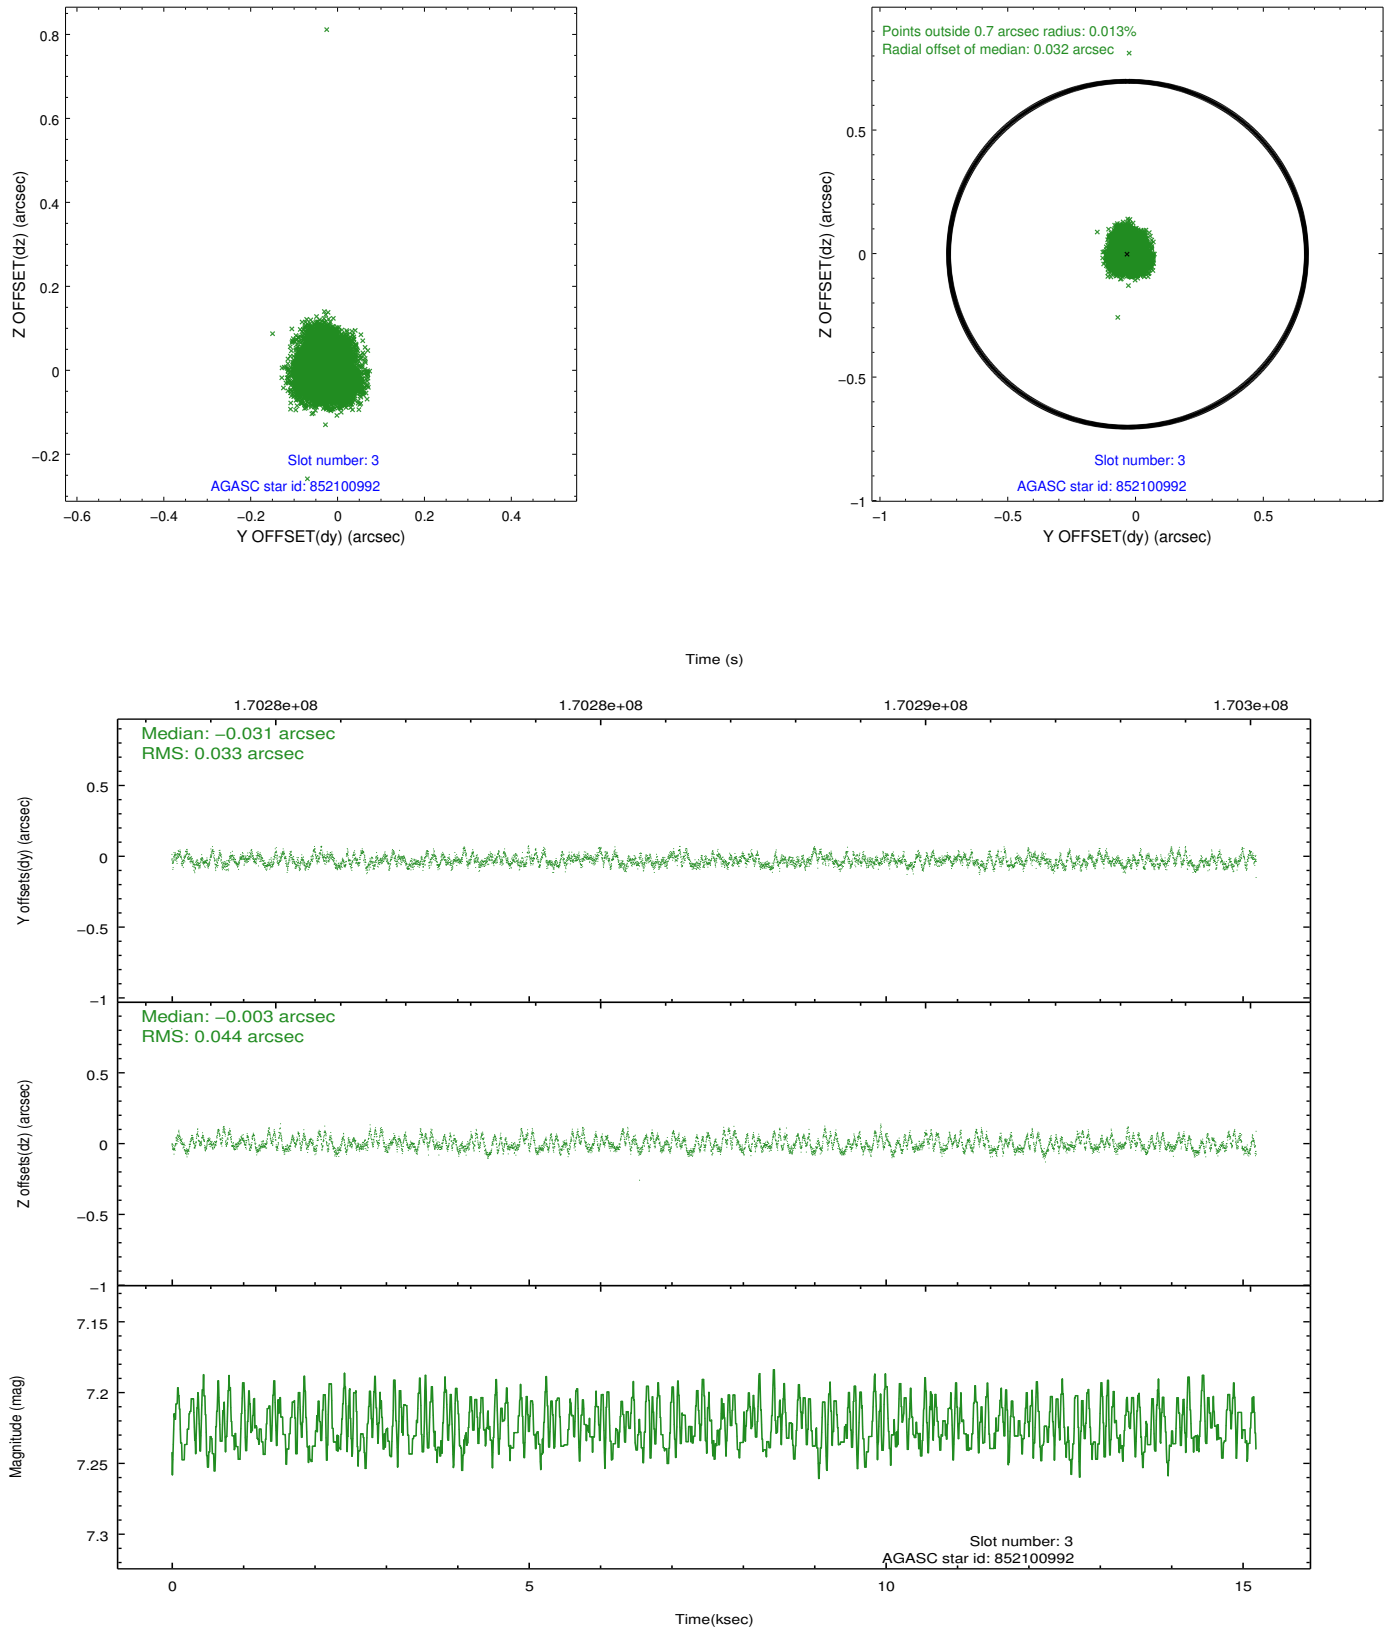 0.8
0.6
0.4
0.2
0
−0.2
Z OFFSET(dz) (arcsec)
Slot number: 3
AGASC star id: 852100992
−0.6
−0.4
−0.2
0
0.2
0.4
Y OFFSET(dy) (arcsec)
Points outside 0.7 arcsec radius: 0.013%
Radial offset of median: 0.032 arcsec
0.5
0
−0.5
−1
Z OFFSET(dz) (arcsec)
Slot number: 3
AGASC star id: 852100992
−1
−0.5
0
0.5
Y OFFSET(dy) (arcsec)
Time (s)
1.7028e+08
1.7028e+08
1.7029e+08
1.703e+08
Median: −0.031 arcsec
RMS: 0.033 arcsec
0.5
0
−0.5
−1
Y offsets(dy) (arcsec)
Median: −0.003 arcsec
RMS: 0.044 arcsec
0.5
0
−0.5
−1
Z offsets(dz) (arcsec)
7.15
7.2
7.25
7.3
Magnitude (mag)
Slot number: 3
AGASC star id: 852100992
0
5
10
15
Time(ksec)